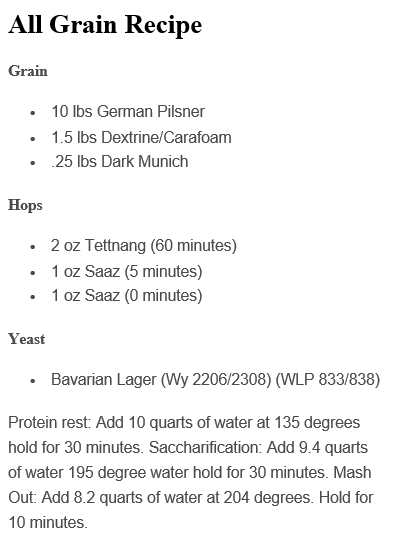 All Grain Recipe
Grain
• 10 lbs German Pilsner
• 1.5 lbs Dextrine/Carafoam
• .25 lbs Dark Munich
Hops
• 2 oz Tettnang (60 minutes)
• 1 oz Saaz (5 minutes)
• 1 oz Saaz (0 minutes)
Yeast
• Bavarian Lager (Wy 2206/2308) (WLP 833/838)
Protein rest: Add 10 quarts of water at 135 degrees
hold for 30 minutes. Saccharification: Add 9.4 quarts
of water 195 degree water hold for 30 minutes. Mash
Out: Add 8.2 quarts of water at 204 degrees. Hold for
10 minutes.